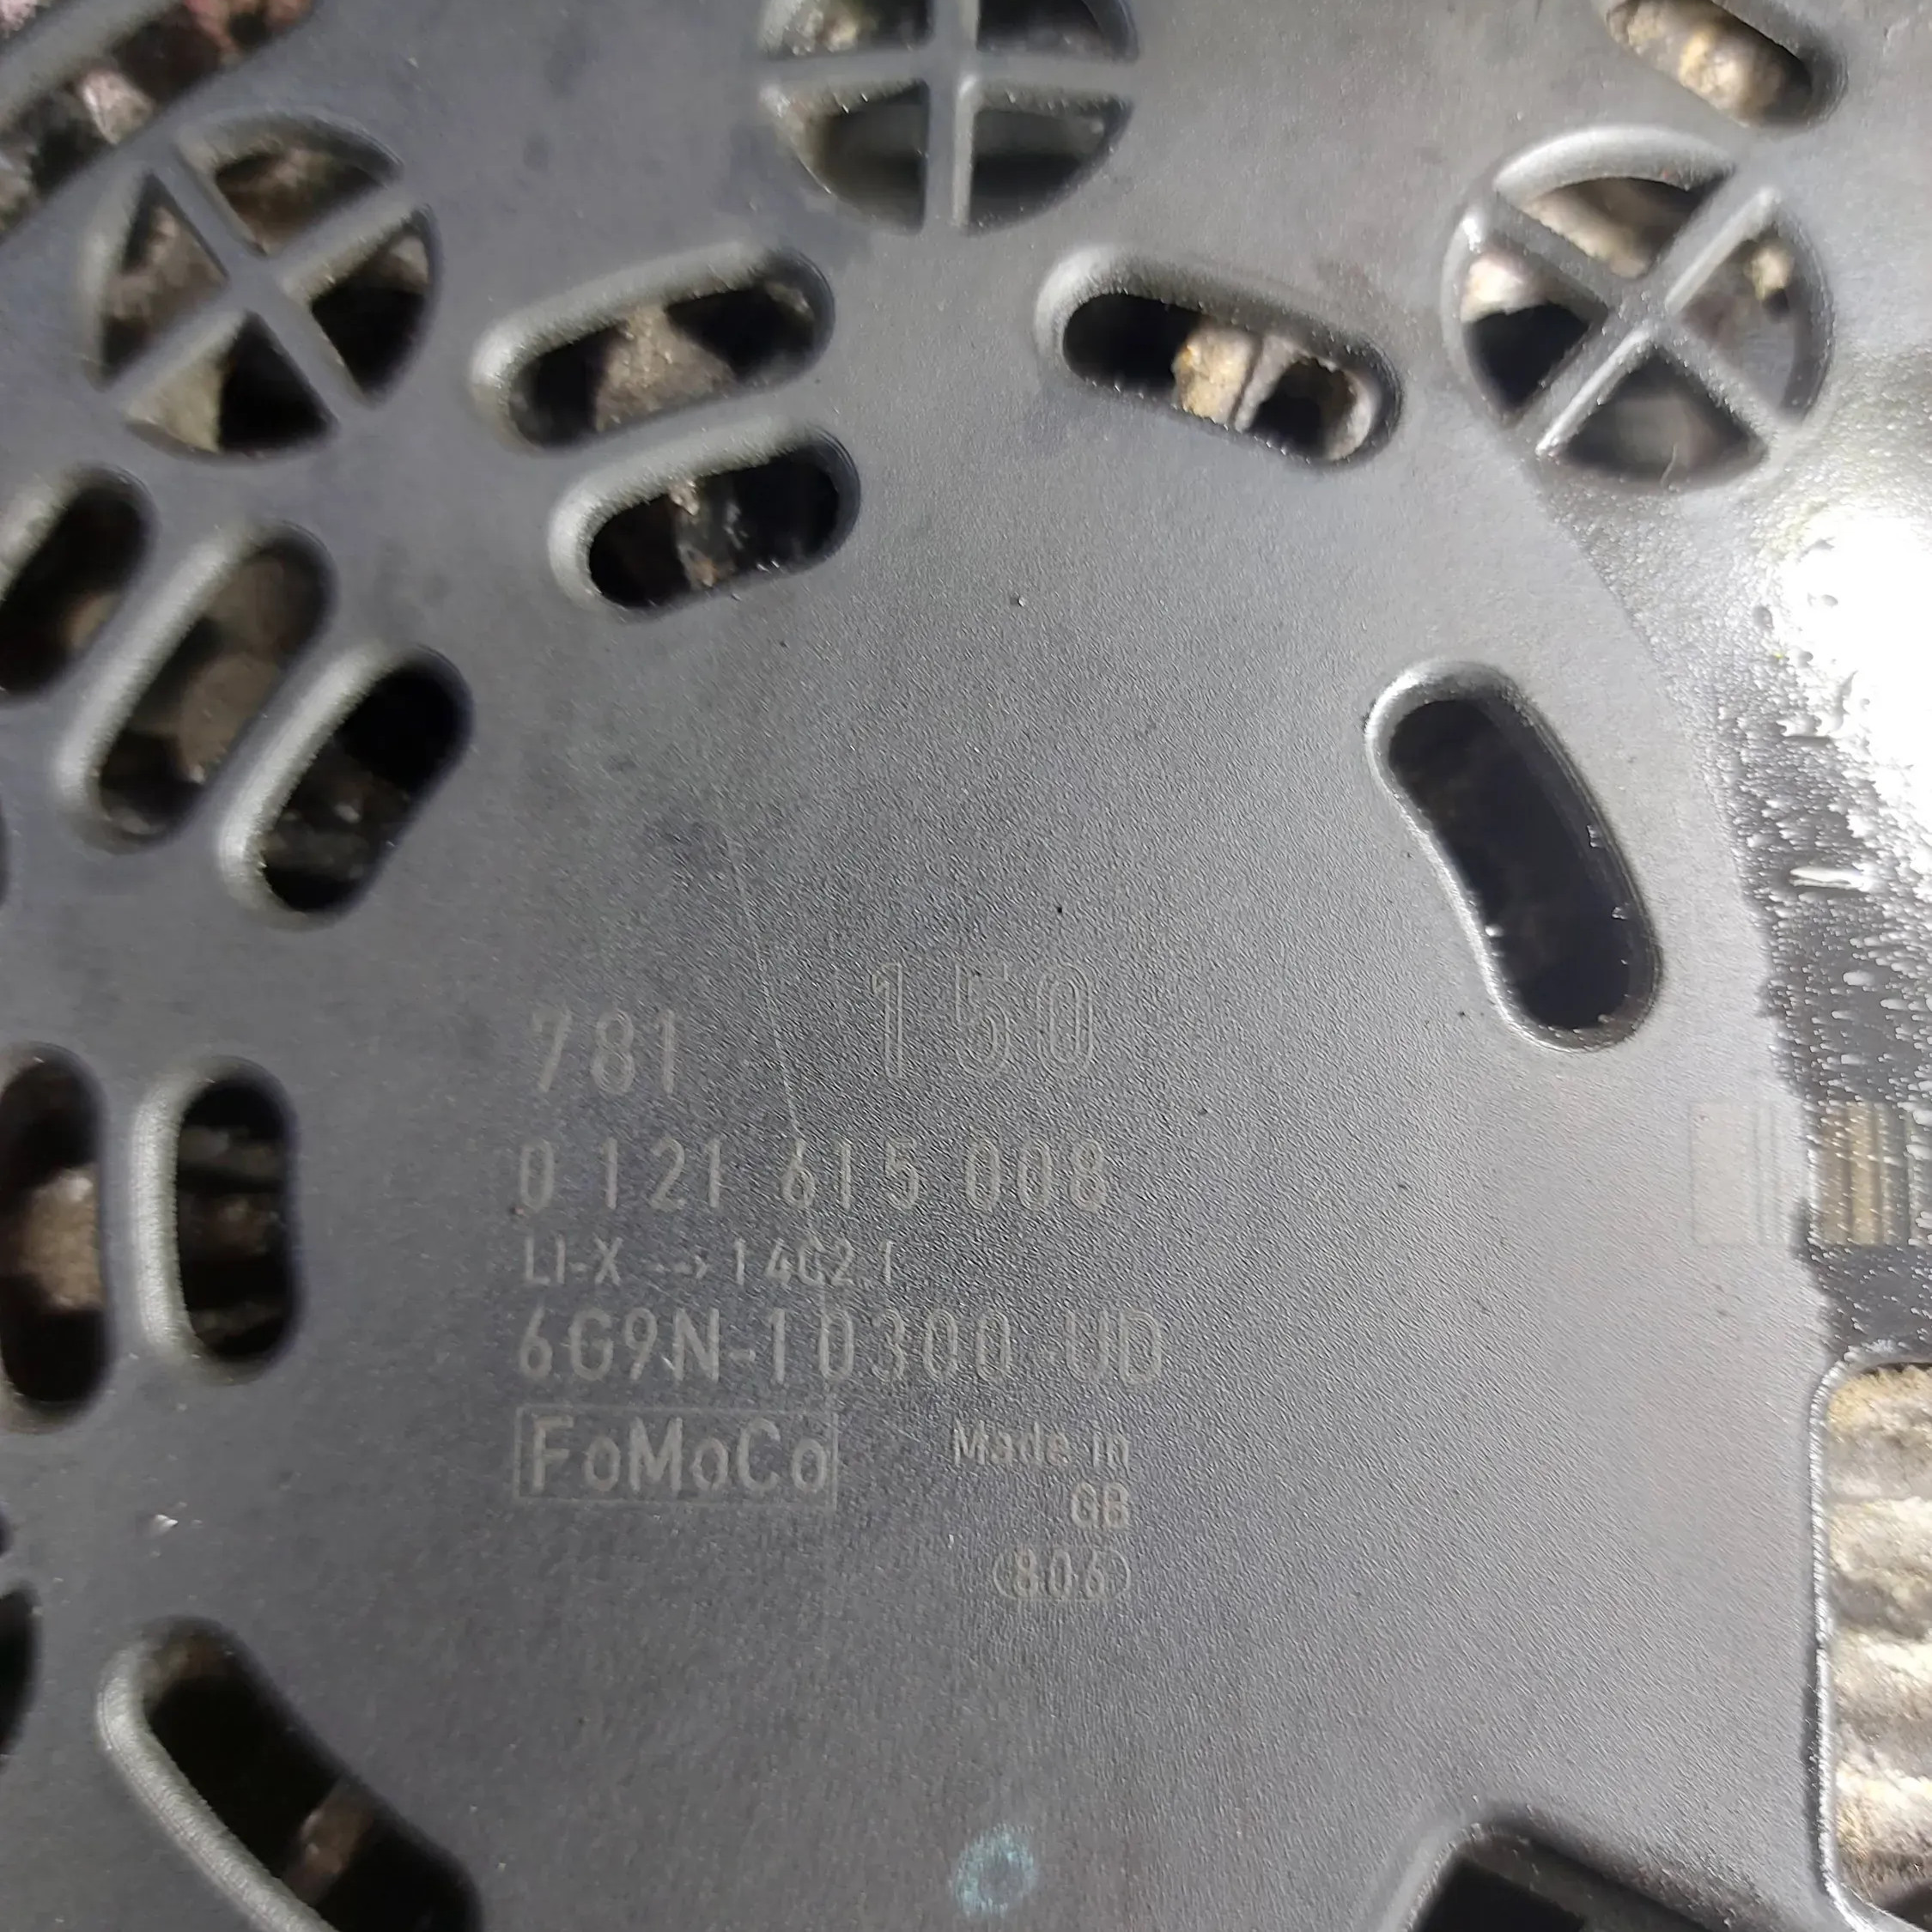 781 150
0 121 615 008
LI-X --> 14C2.1
6G9N-10300-UD
FoMoCo
Made in
GB
806